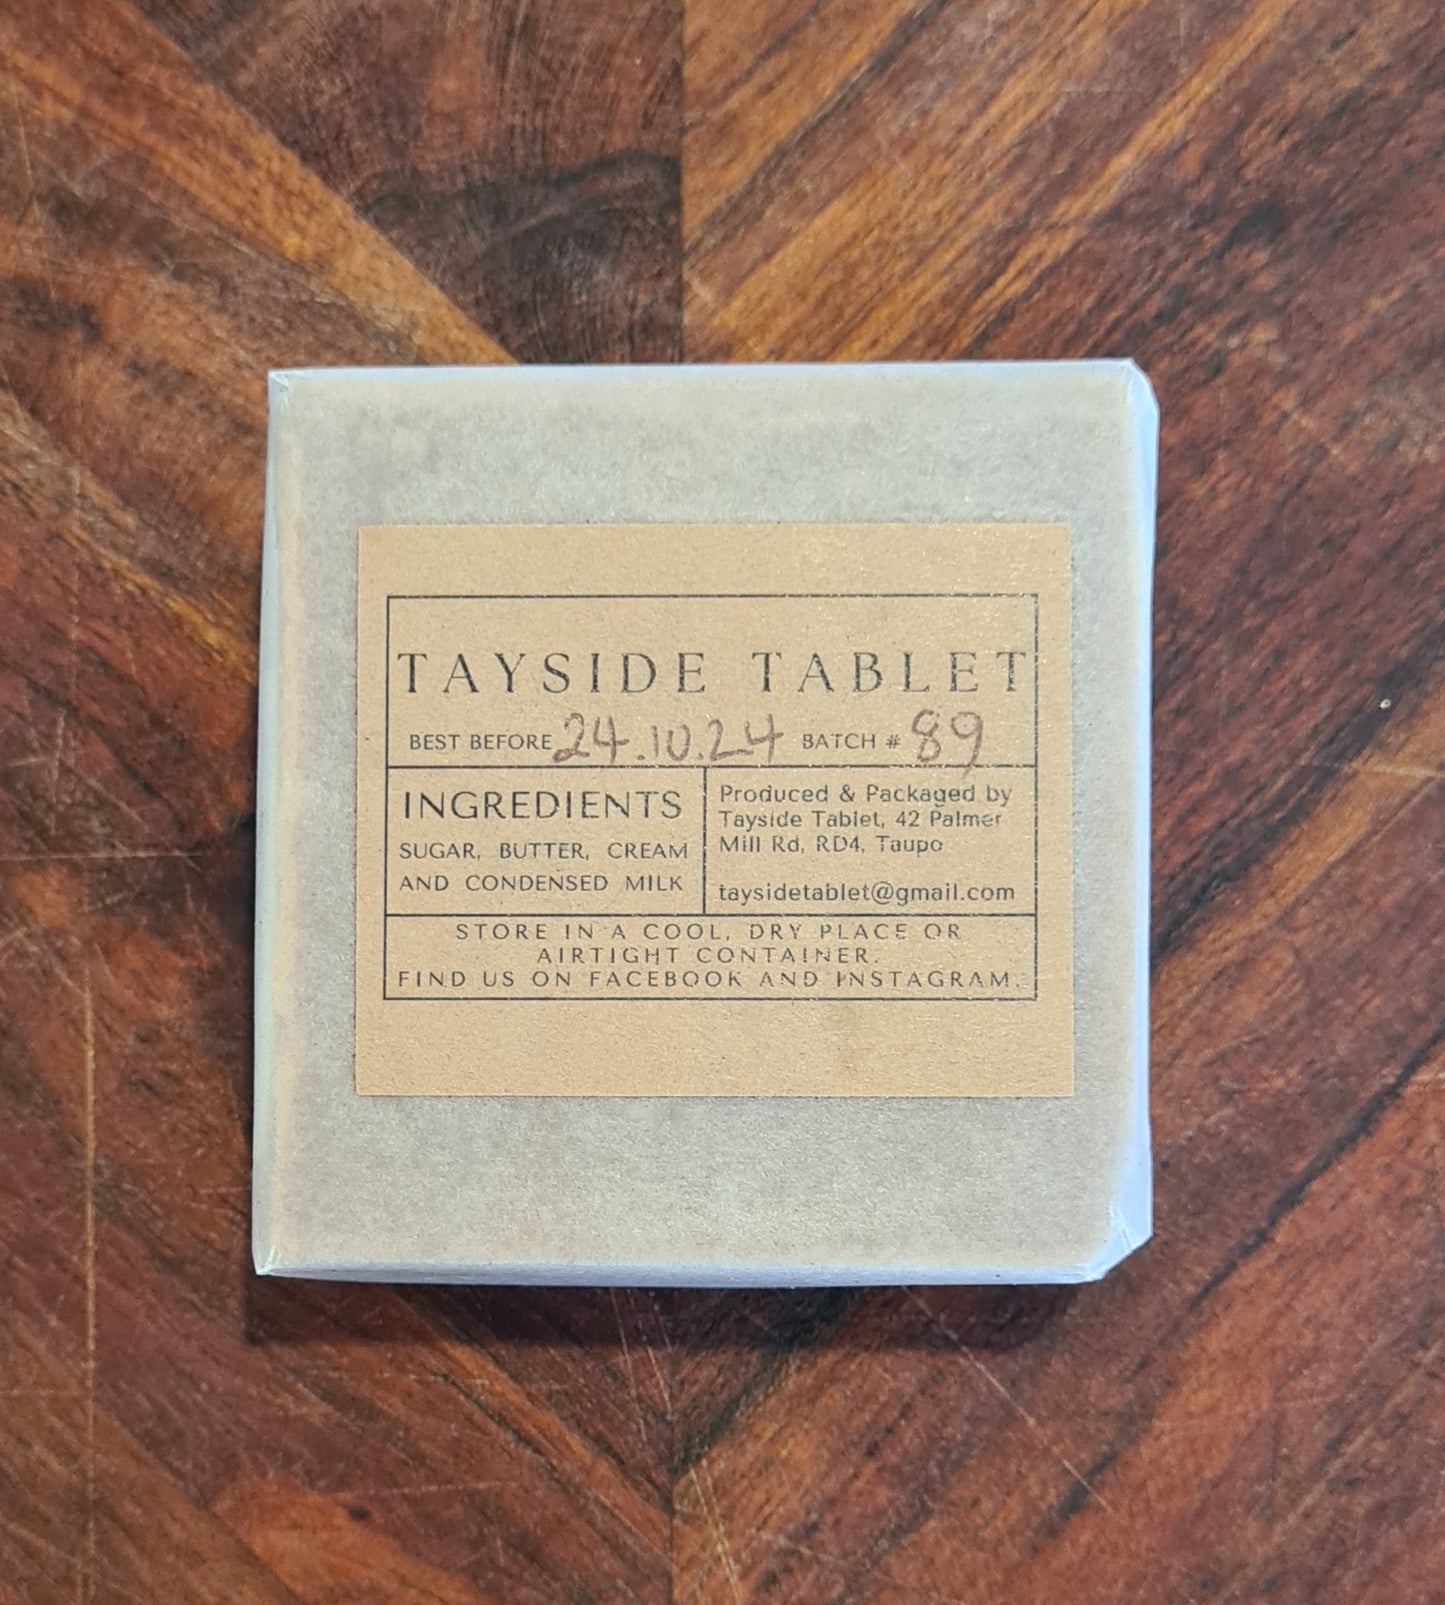 TAYSIDE TABLET
BEST BEFORE 24.10.24 BATCH # 89
INGREDIENTS
SUGAR, BUTTER, CREAM
AND CONDENSED MILK
Produced & Packaged by
Tayside Tablet, 42 Palmer
Mill Rd, RD4, Taupo
taysidetablet@gmail.com
STORE IN A COOL, DRY PLACE OR
AIRTIGHT CONTAINER.
FIND US ON FACEBOOK AND INSTAGRAM.